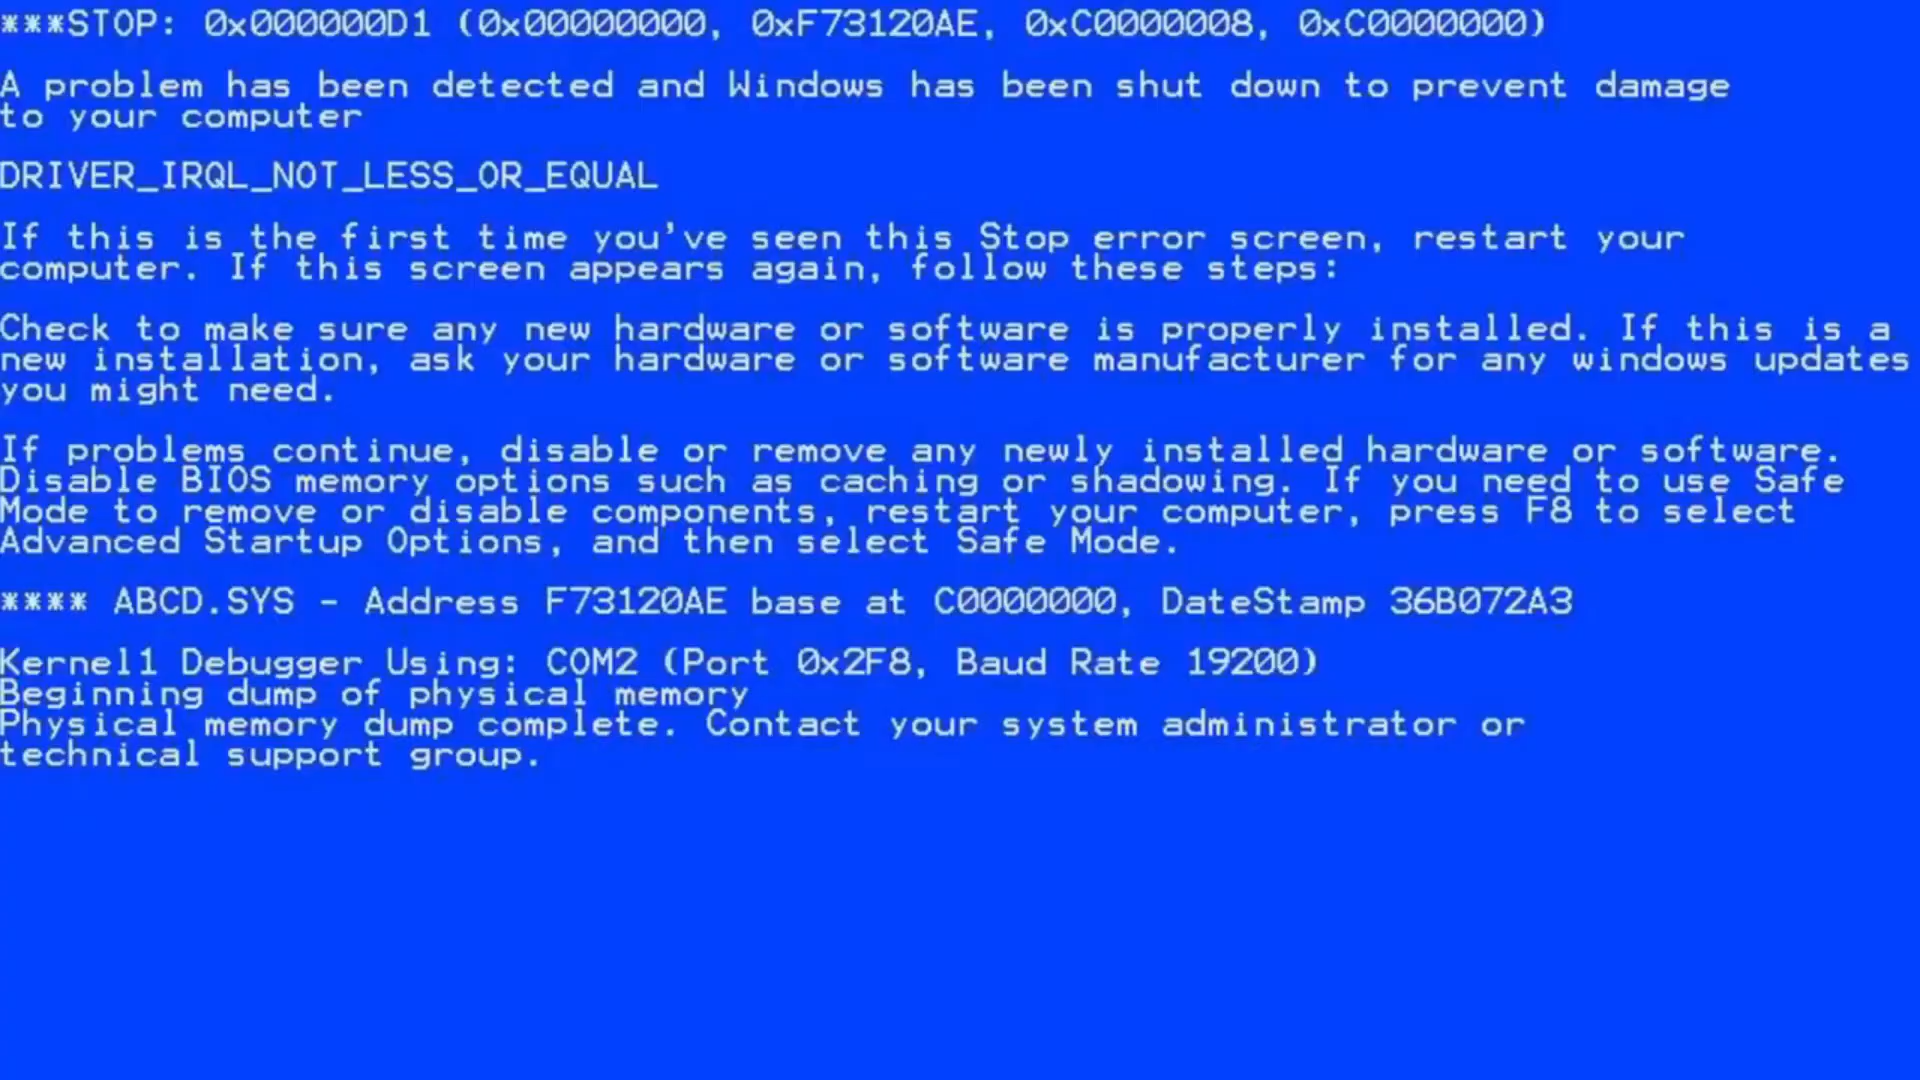 ***STOP: 0x000000D1 (0x00000000, 0xF73120AE, 0xC0000008, 0xC0000000)
A problem has been detected and Windows has been shut down to prevent damage
to your computer
DRIVER_IRQL_NOT_LESS_OR_EQUAL
If this is the first time you've seen this Stop error screen, restart your
computer. If this screen appears again, follow these steps:
Check to make sure any new hardware or software is properly installed. If this is a
new installation, ask your hardware or software manufacturer for any windows updates
you might need.
If problems continue, disable or remove any newly installed hardware or software.
Disable BIOS memory options such as caching or shadowing. If you need to use Safe
Mode to remove or disable components, restart your computer, press F8 to select
Advanced Startup Options, and then select Safe Mode.
**** ABCD.SYS - Address F73120AE base at C0000000, DateStamp 36B072A3
Kernel1 Debugger Using: COM2 (Port 0x2F8, Baud Rate 19200)
Beginning dump of physical memory
Physical memory dump complete. Contact your system administrator or
technical support group.